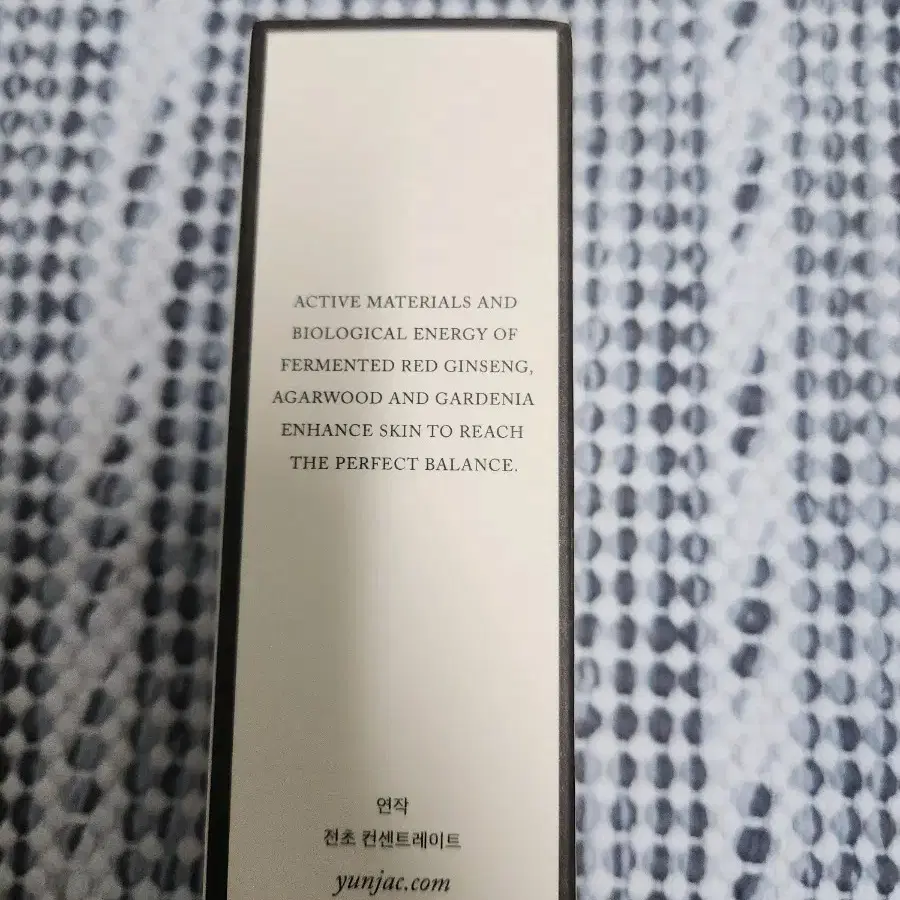 ACTIVE MATERIALS AND
BIOLOGICAL ENERGY OF
FERMENTED RED GINSENG,
AGARWOOD AND GARDENIA
ENHANCE SKIN TO REACH
THE PERFECT BALANCE.
연작
전초 컨센트레이트
yunjac.com